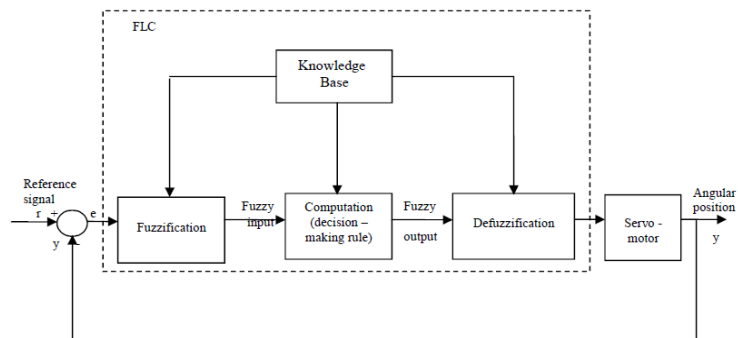 FLC
Knowledge
Base
Reference
signal
r
+
e
y
-
Fuzzification
Fuzzy
input
Computation
(decision –
making rule)
Fuzzy
output
Defuzzification
Servo -
motor
Angular
position
y